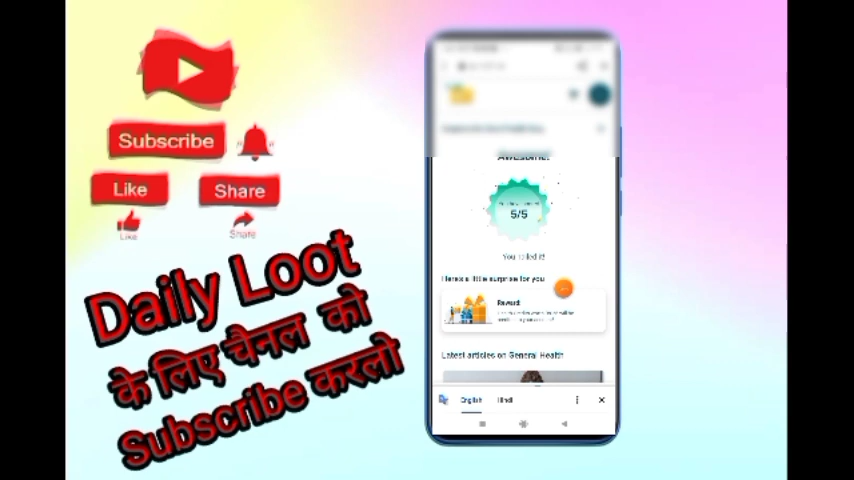 Subscribe
Like
Share
Like
Share
Daily Loot
के लिए चैनल को
Subscribe करलो
Awesome!
5/5
You nailed it!
Here's a little surprise for you
Reward:
Latest articles on General Health
English
Hindi